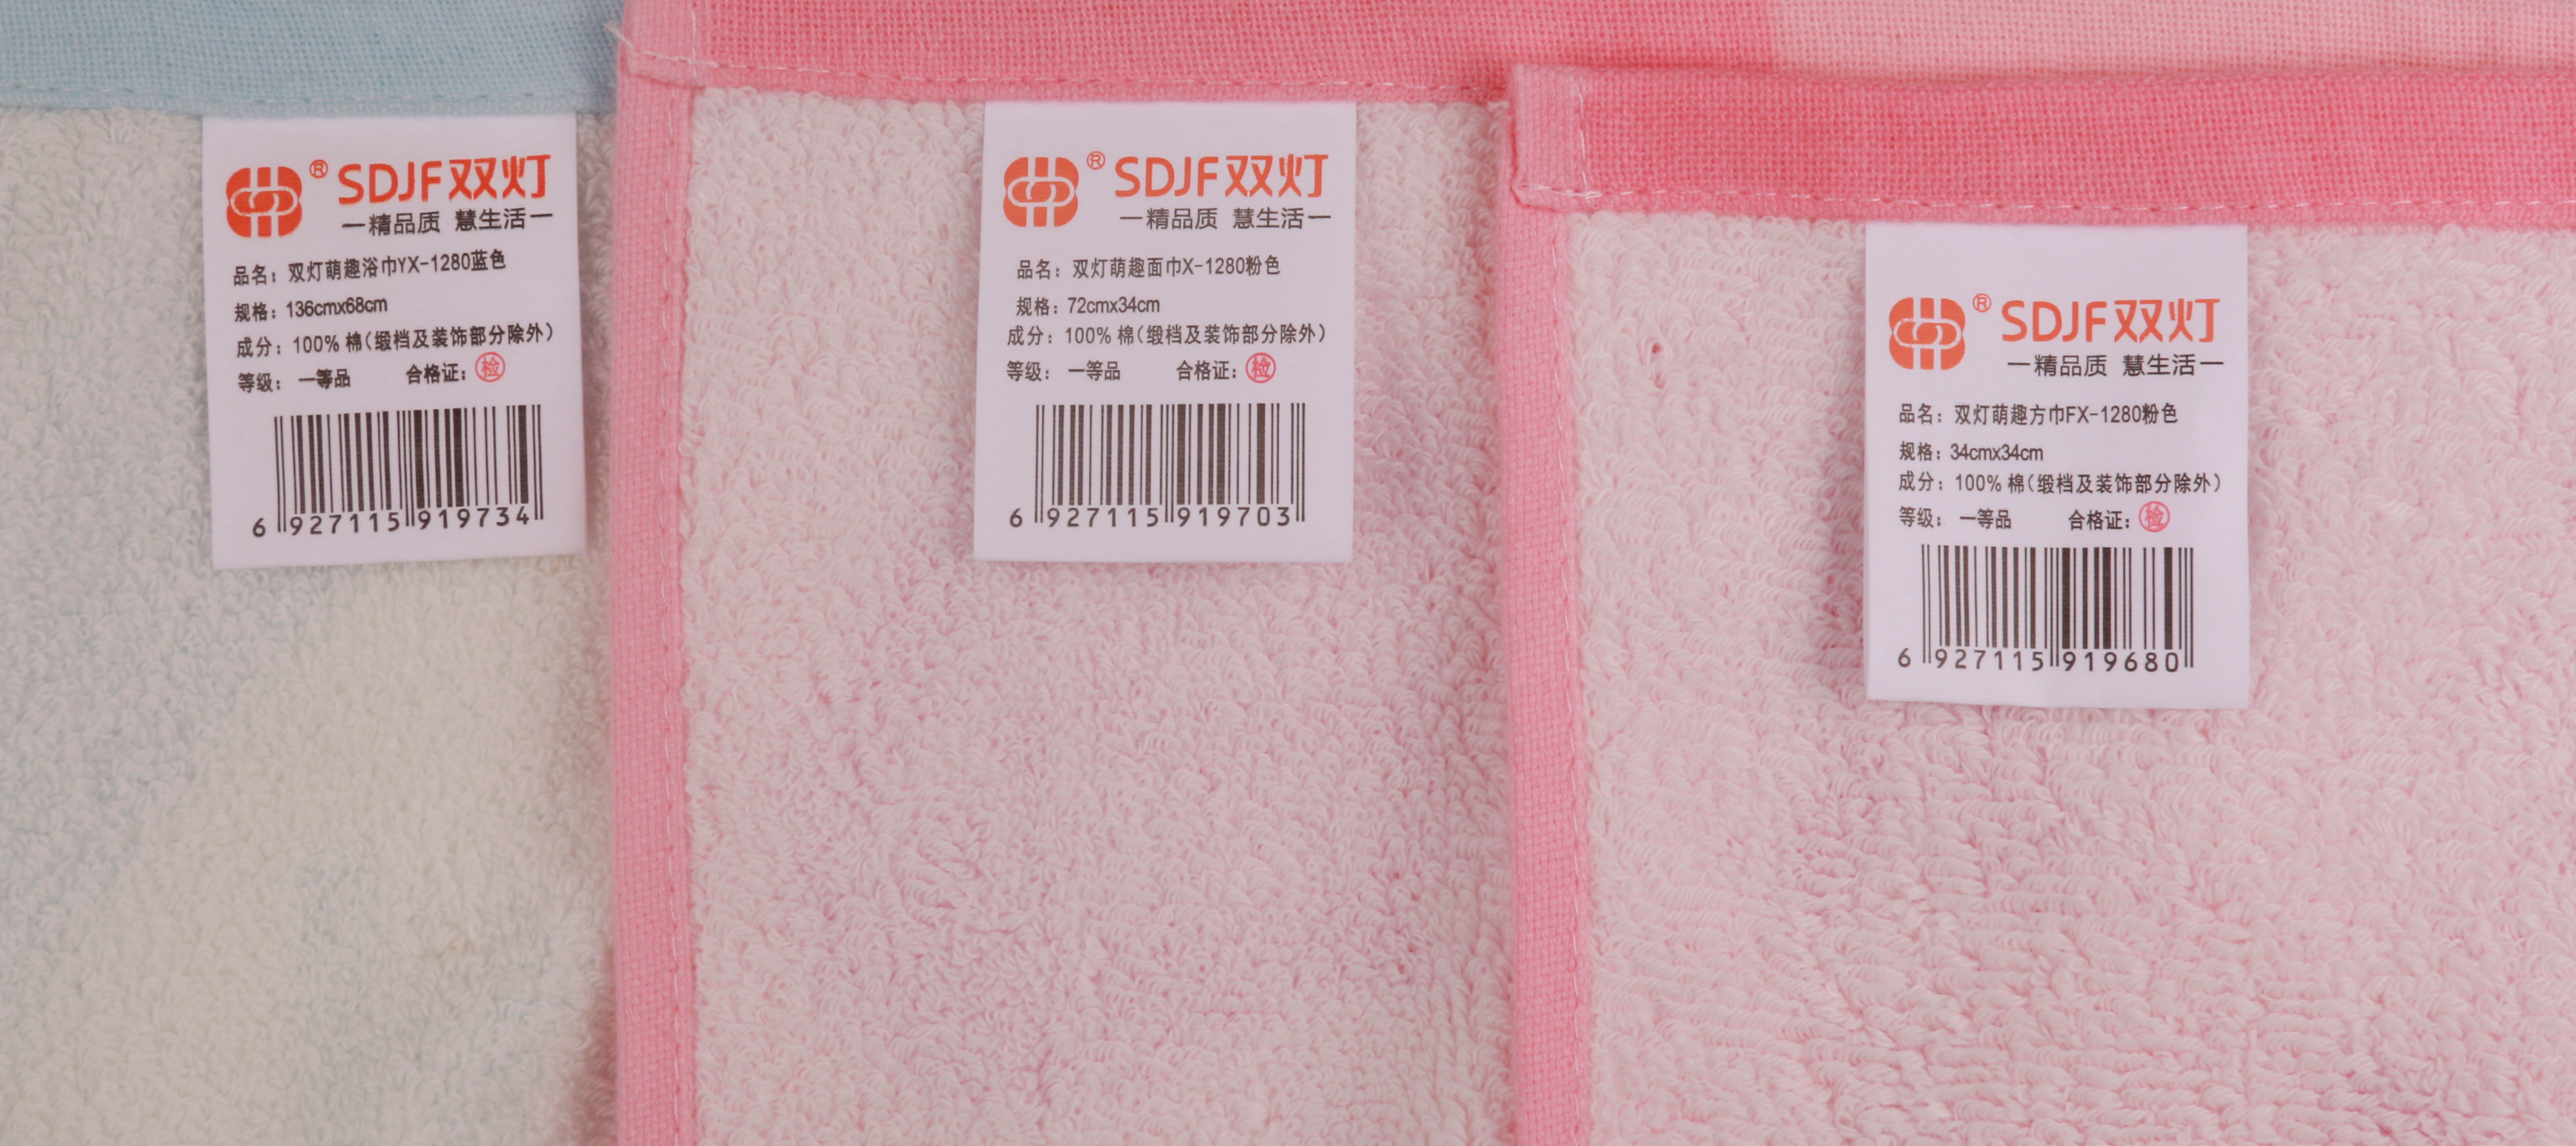 ® SDJF双灯
一精品质 慧生活一
品名：双灯萌趣浴巾YX-1280蓝色
规格：136cmx68cm
成分：100% 棉（缎档及装饰部分除外）
等级： 一等品 合格证：检
6 927115 919734
® SDJF双灯
一精品质 慧生活一
品名：双灯萌趣面巾X-1280粉色
规格：72cmx34cm
成分：100% 棉（缎档及装饰部分除外）
等级： 一等品 合格证：检
6 927115 919703
® SDJF双灯
一精品质 慧生活一
品名：双灯萌趣方巾FX-1280粉色
规格：34cmx34cm
成分：100% 棉（缎档及装饰部分除外）
等级： 一等品 合格证：检
6 927115 919680